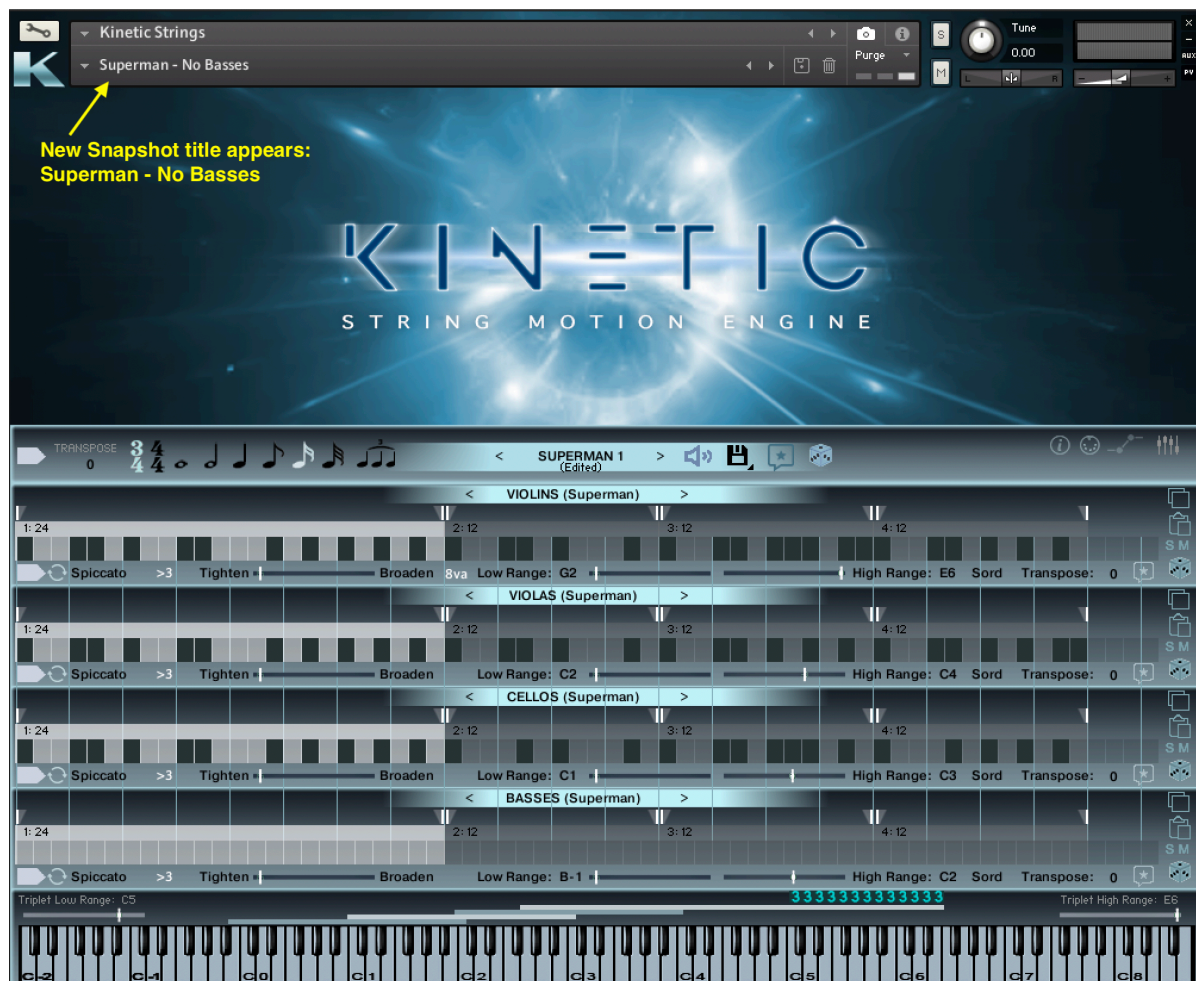 Kinetic Strings
S
Tune
0.00
Purge
AUX
PV
K
Superman - No Basses
M
L R - +
New Snapshot title appears:
Superman - No Basses
KINETIC
STRING MOTION ENGINE
TRANSPOSE
0
3 4
4 4
3
< SUPERMAN 1 >
(Edited)
< VIOLINS (Superman) >
1: 24 2: 12 3: 12 4: 12
S M
Spiccato >3 Tighten Broaden 8va Low Range: G2 High Range: E6 Sord Transpose: 0
< VIOLAS (Superman) >
1: 24 2: 12 3: 12 4: 12
S M
Spiccato >3 Tighten Broaden Low Range: C2 High Range: C4 Sord Transpose: 0
< CELLOS (Superman) >
1: 24 2: 12 3: 12 4: 12
S M
Spiccato >3 Tighten Broaden Low Range: C1 High Range: C3 Sord Transpose: 0
< BASSES (Superman) >
1: 24 2: 12 3: 12 4: 12
S M
Spiccato >3 Tighten Broaden Low Range: B-1 High Range: C2 Sord Transpose: 0
Triplet Low Range: C5 3333333333333 Triplet High Range: E6
C-2 C-1 C0 C1 C2 C3 C4 C5 C6 C7 C8